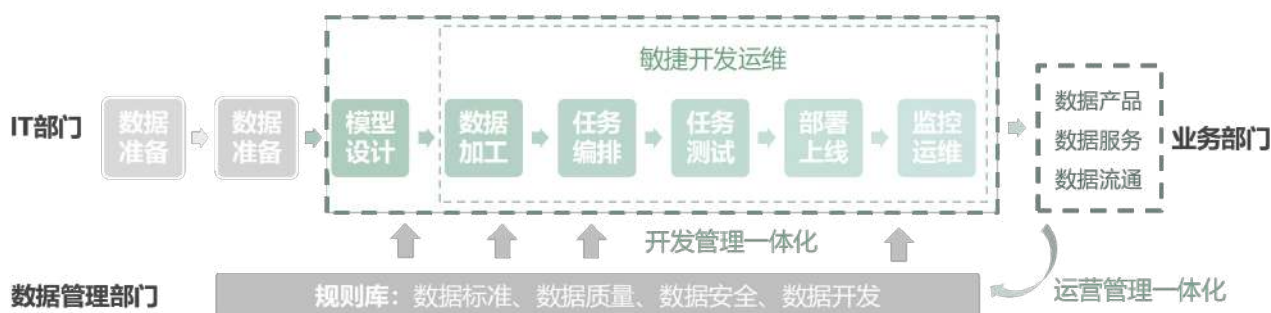 敏捷开发运维
IT部门
数据
准备
数据
准备
模型
设计
数据
加工
任务
编排
任务
测试
部署
上线
监控
运维
数据产品
数据服务
数据流通
业务部门
开发管理一体化
数据管理部门
规则库：数据标准、数据质量、数据安全、数据开发
运营管理一体化